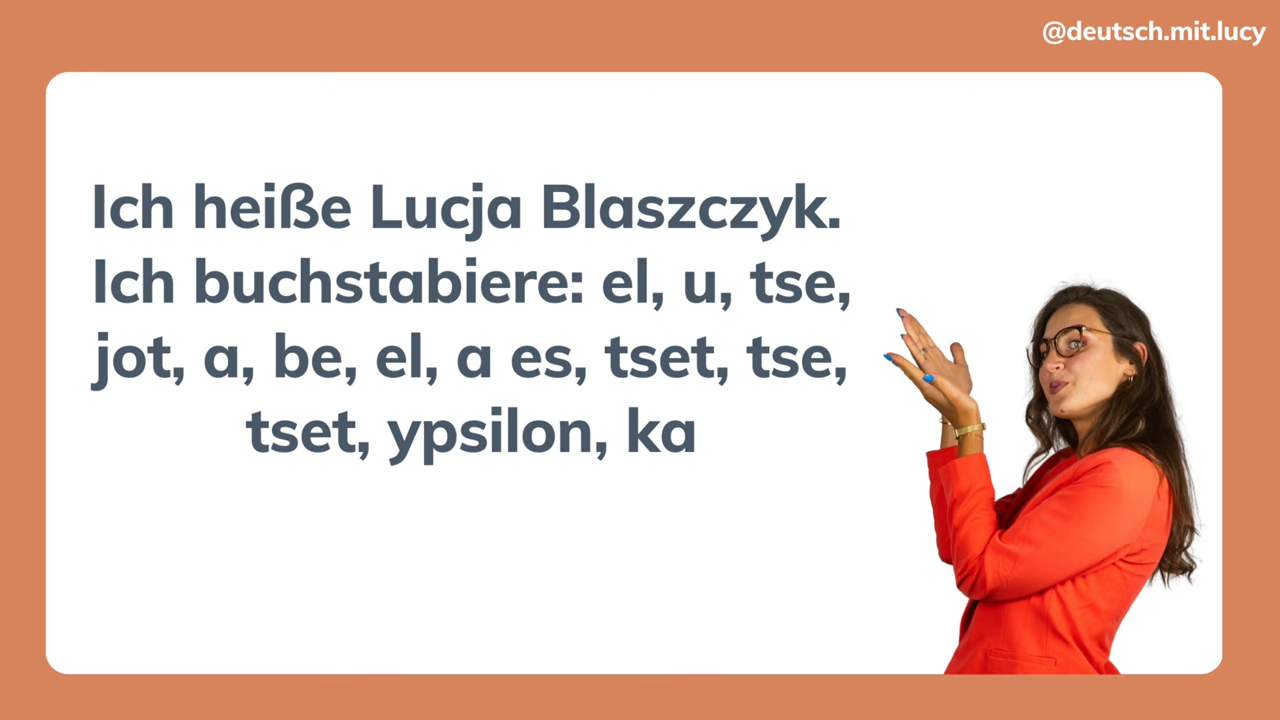 @deutsch.mit.lucy
Ich heiße Lucja Blaszczyk.
Ich buchstabiere: el, u, tse,
jot, a, be, el, a es, tset, tse,
tset, ypsilon, ka